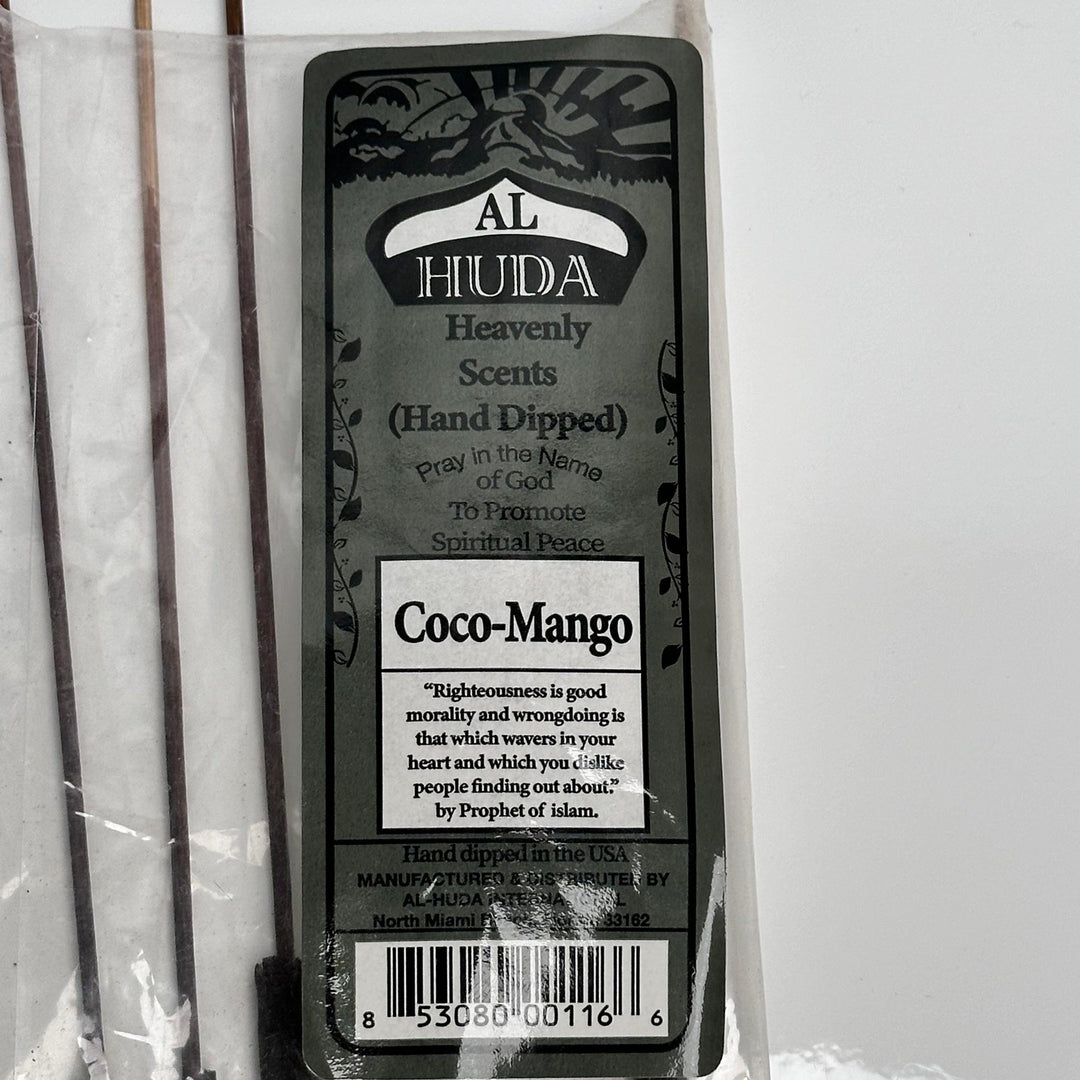 AL
HUDA
Heavenly
Scents
(Hand Dipped)
Pray in the Name
of God
To Promote
Spiritual Peace
Coco-Mango
“Righteousness is good
morality and wrongdoing is
that which wavers in your
heart and which you dislike
people finding out about.”
by Prophet of islam.
Hand dipped in the USA
MANUFACTURED & DISTRIBUTED BY
AL-HUDA INTERNATIONAL
North Miami 33162
8 53080 00116 6